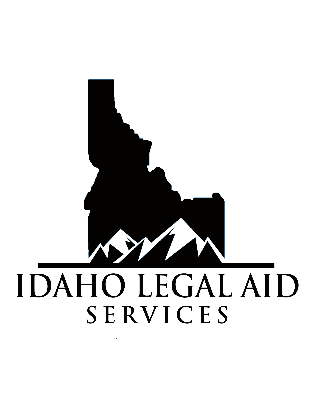 IDAHO LEGAL AID
SERVICES